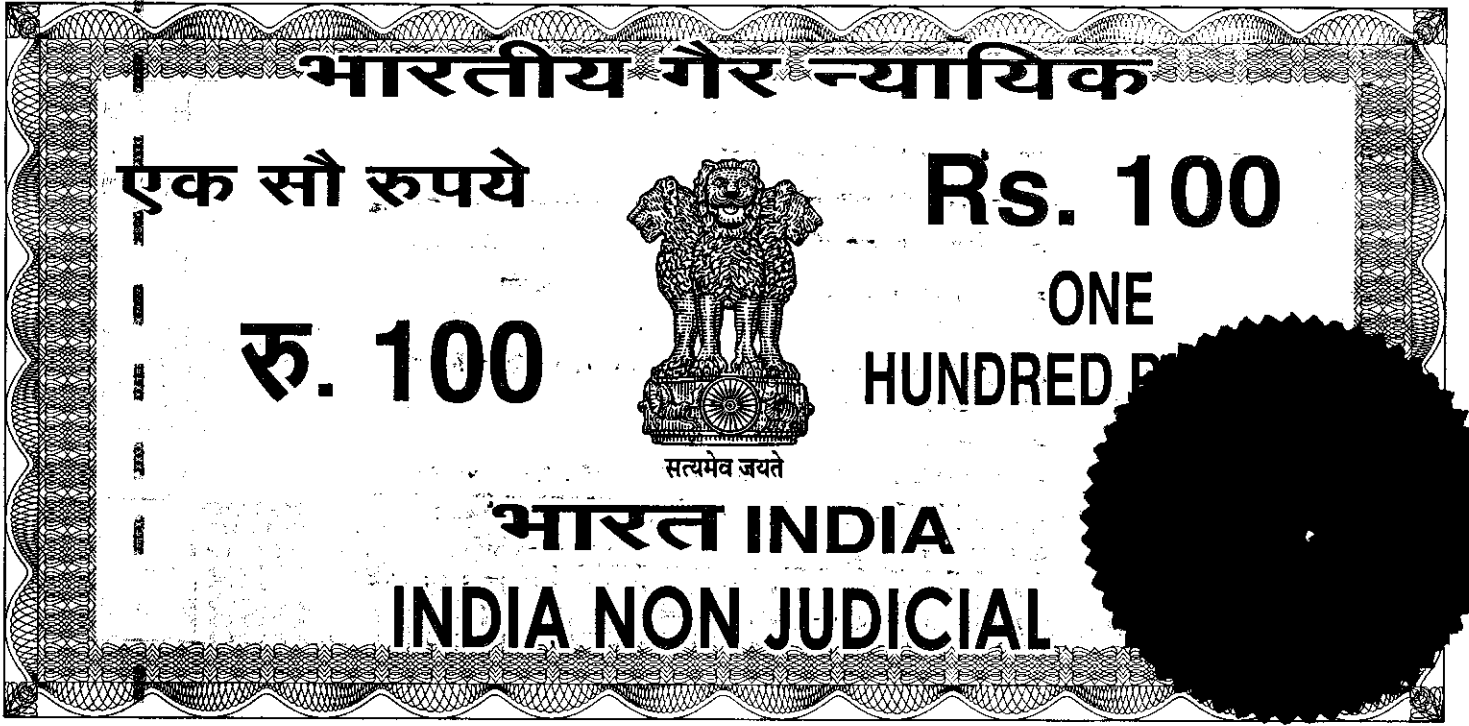 भारतीय गैर न्यायिक
एक सौ रुपये
Rs. 100
रु. 100
ONE
HUNDRED
सत्यमेव जयते
भारत INDIA
INDIA NON JUDICIAL